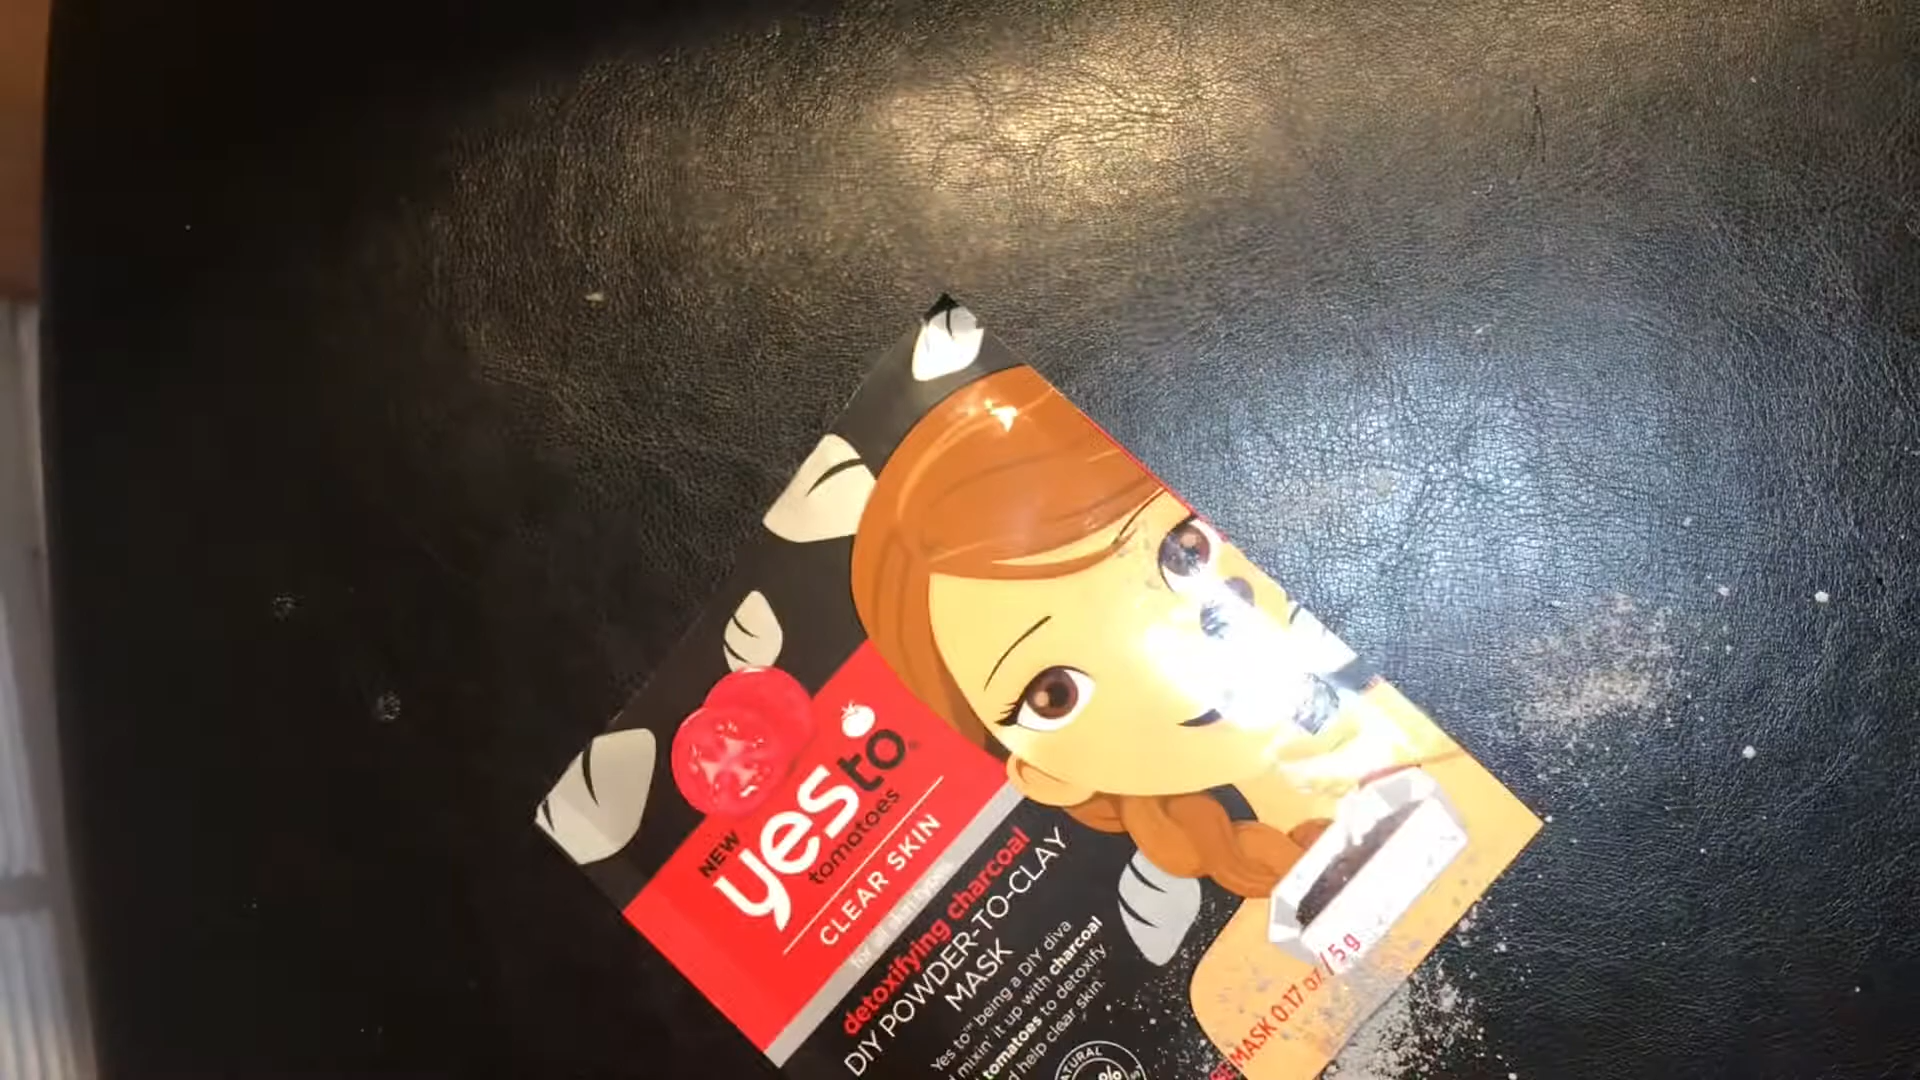 NEW
yes to
tomatoes
CLEAR SKIN
for all skin types
detoxifying charcoal
DIY POWDER-TO-CLAY
MASK
Yes to™ being a DIY diva
mixin' it up with charcoal
tomatoes to detoxify
help clear skin.
MASK 0.17 oz / 5 g
%